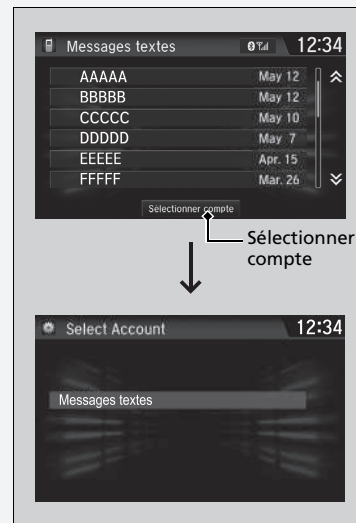 Messages textes 12:34
AAAAA May 12
BBBBB May 12
CCCCC May 10
DDDDD May 7
EEEEE Apr. 15
FFFFF Mar. 26
Sélectionner compte
Sélectionner
compte
Select Account 12:34
Messages textes